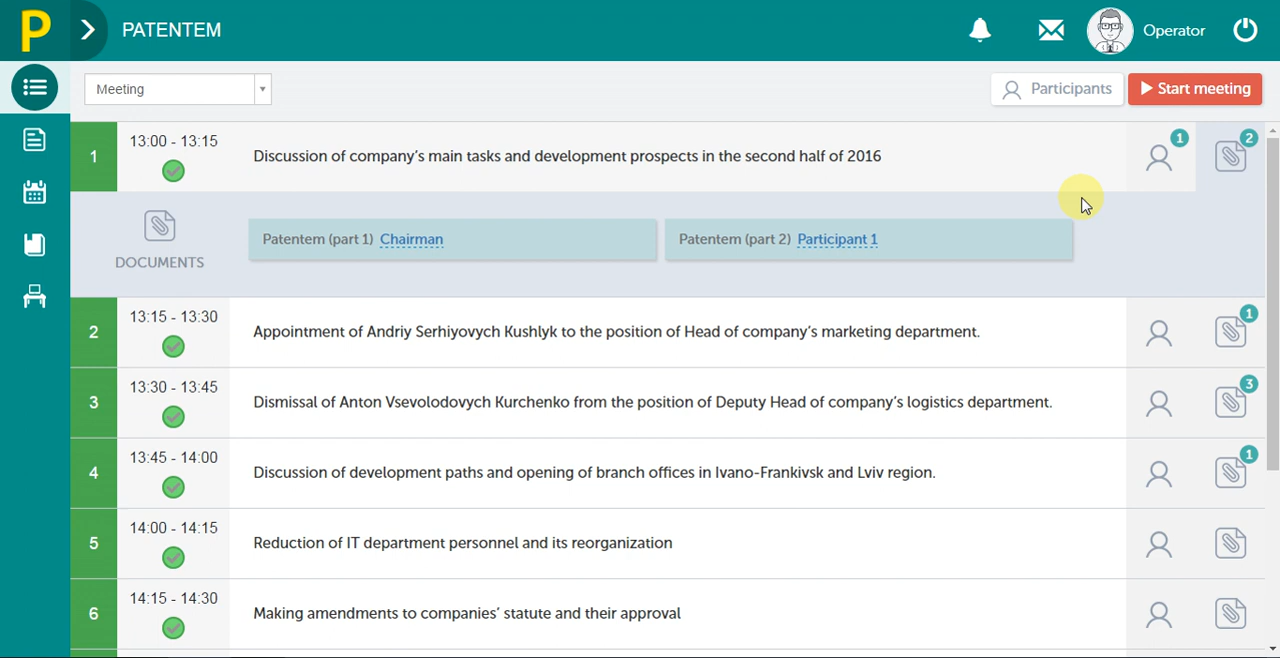 P PATENTEM Operator
Meeting Participants Start meeting
1 13:00 - 13:15 Discussion of company's main tasks and development prospects in the second half of 2016 1 2
DOCUMENTS Patentem (part 1) Chairman Patentem (part 2) Participant 1
2 13:15 - 13:30 Appointment of Andriy Serhiyovych Kushlyk to the position of Head of company's marketing department. 1
3 13:30 - 13:45 Dismissal of Anton Vsevolodovych Kurchenko from the position of Deputy Head of company's logistics department. 3
4 13:45 - 14:00 Discussion of development paths and opening of branch offices in Ivano-Frankivsk and Lviv region. 1
5 14:00 - 14:15 Reduction of IT department personnel and its reorganization
6 14:15 - 14:30 Making amendments to companies' statute and their approval